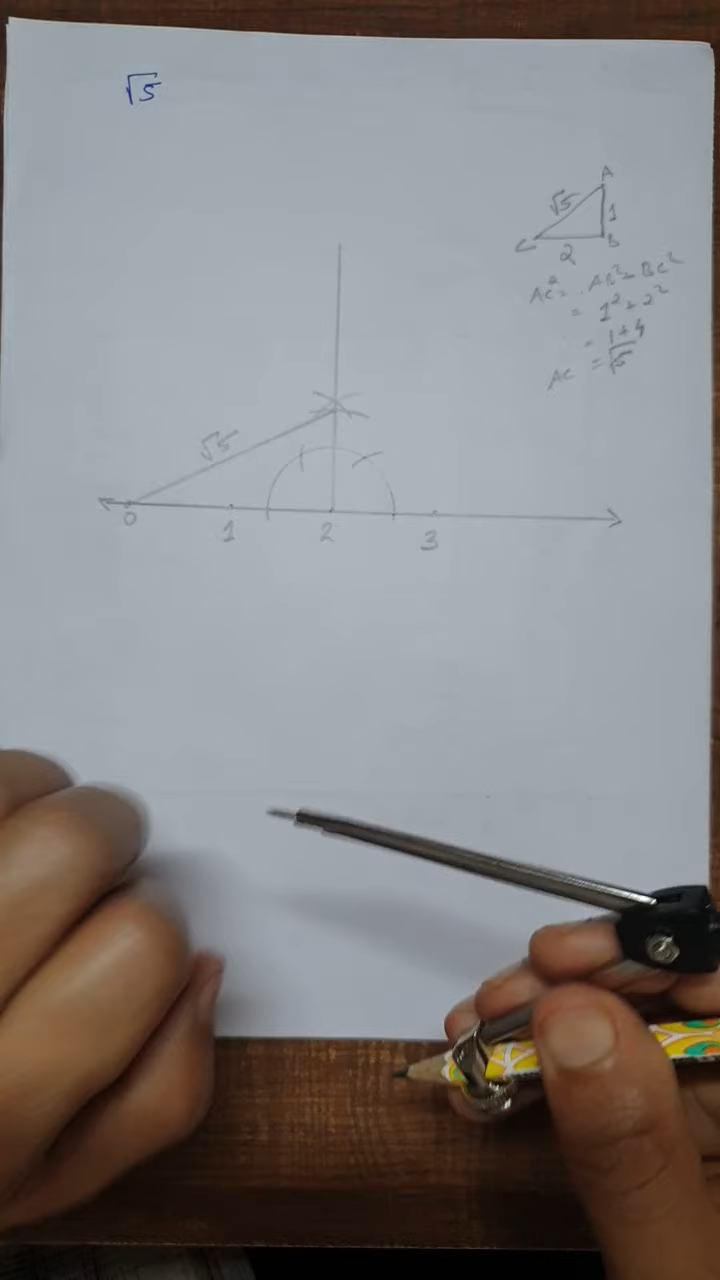 √5
A
√5
1
C
B
2
AC² = AB² + BC²
= 1² + 2²
= 1 + 4
AC = √5
√5
0 1 2 3